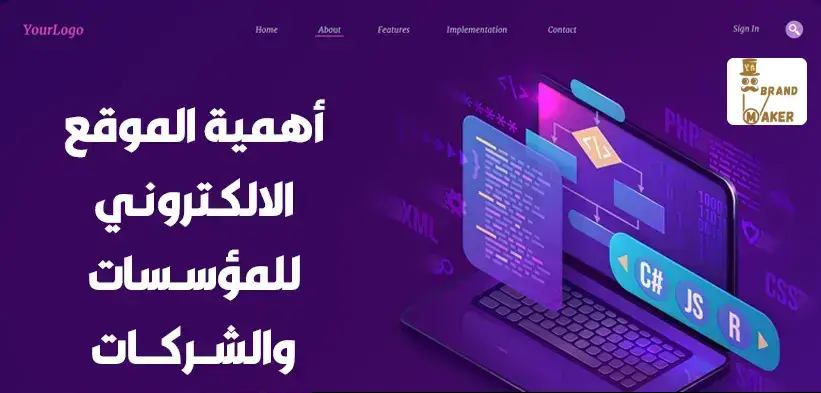 YourLogo
Home About Features Implementation Contact
Sign In
BRAND
MAKER
أهمية الموقع
الالكتروني
للمؤسسات
والشركات
PHP
XML
CSS
C# JS R